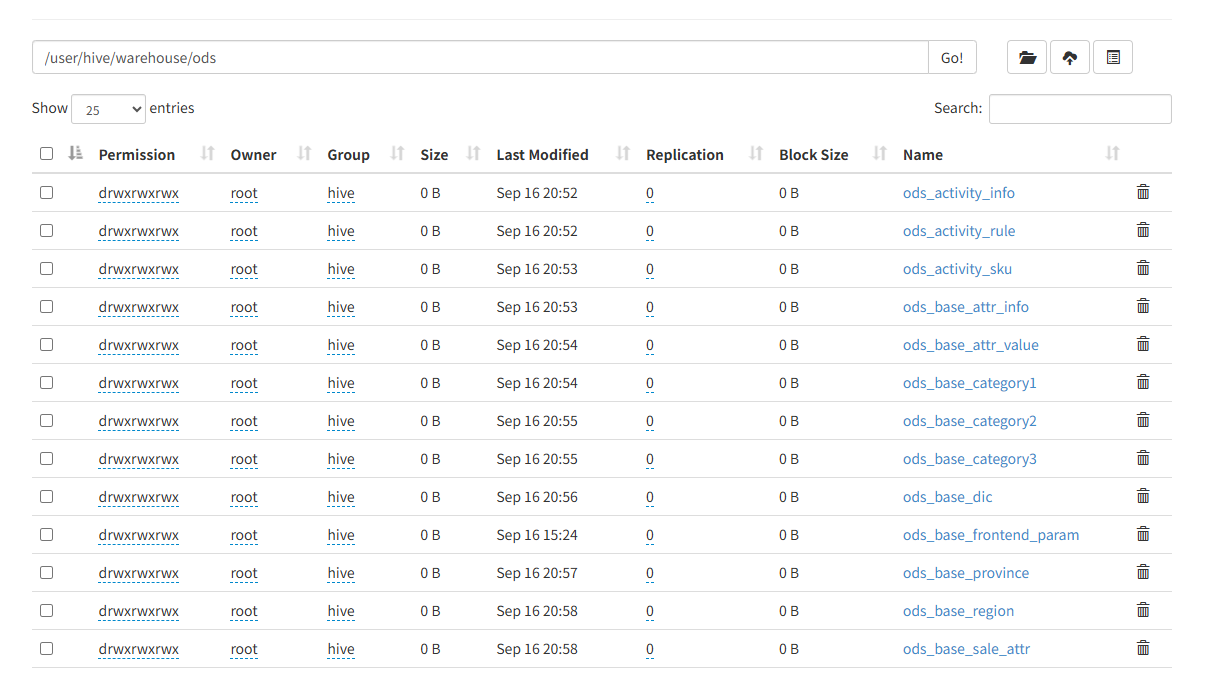 /user/hive/warehouse/ods Go!
Show 25 entries Search:
Permission Owner Group Size Last Modified Replication Block Size Name
drwxrwxrwx root hive 0 B Sep 16 20:52 0 0 B ods_activity_info
drwxrwxrwx root hive 0 B Sep 16 20:52 0 0 B ods_activity_rule
drwxrwxrwx root hive 0 B Sep 16 20:53 0 0 B ods_activity_sku
drwxrwxrwx root hive 0 B Sep 16 20:53 0 0 B ods_base_attr_info
drwxrwxrwx root hive 0 B Sep 16 20:54 0 0 B ods_base_attr_value
drwxrwxrwx root hive 0 B Sep 16 20:54 0 0 B ods_base_category1
drwxrwxrwx root hive 0 B Sep 16 20:55 0 0 B ods_base_category2
drwxrwxrwx root hive 0 B Sep 16 20:55 0 0 B ods_base_category3
drwxrwxrwx root hive 0 B Sep 16 20:56 0 0 B ods_base_dic
drwxrwxrwx root hive 0 B Sep 16 15:24 0 0 B ods_base_frontend_param
drwxrwxrwx root hive 0 B Sep 16 20:57 0 0 B ods_base_province
drwxrwxrwx root hive 0 B Sep 16 20:58 0 0 B ods_base_region
drwxrwxrwx root hive 0 B Sep 16 20:58 0 0 B ods_base_sale_attr